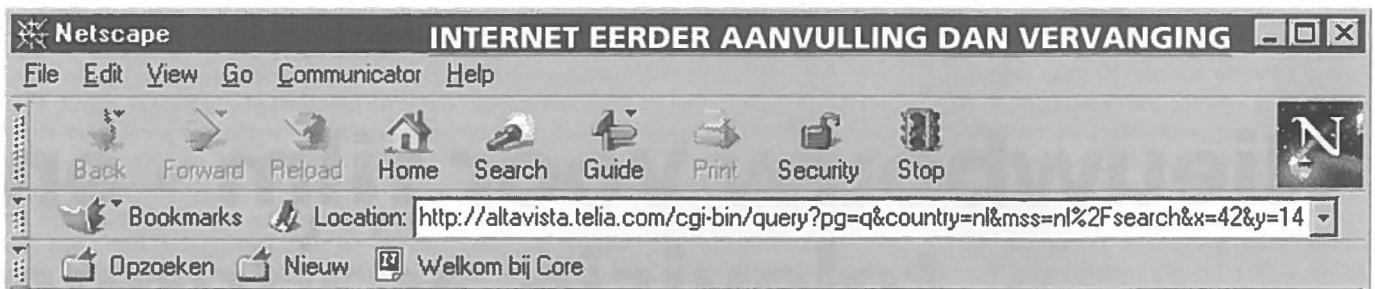 Netscape INTERNET EERDER AANVULLING DAN VERVANGING
File Edit View Go Communicator Help
Back Forward Reload Home Search Guide Print Security Stop
N
Bookmarks Location: http://altavista.telia.com/cgi-bin/query?pg=q&country=nl&mss=nl%2Fsearch&x=42&y=14
Opzoeken Nieuw Welkom bij Core